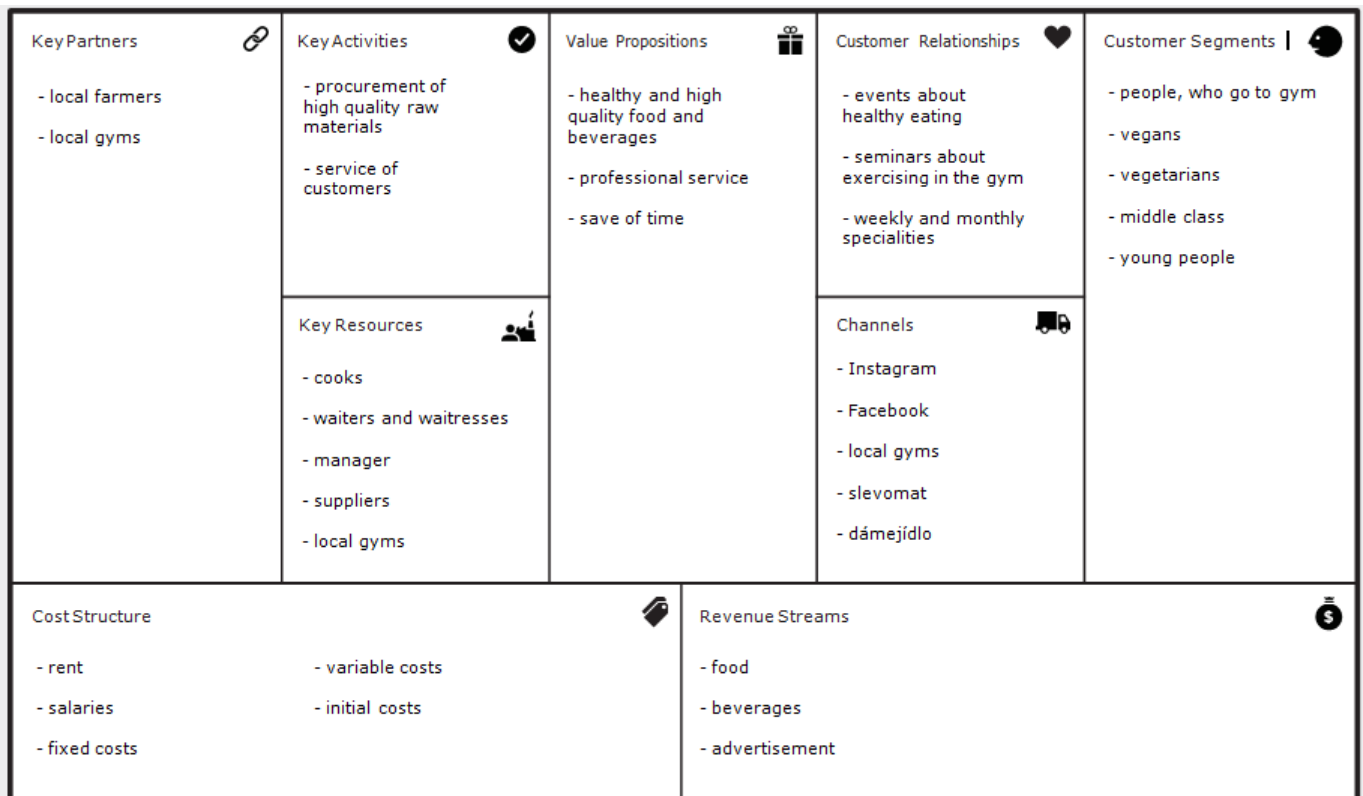 Key Partners
- local farmers
- local gyms
Key Activities
- procurement of
high quality raw
materials
- service of
customers
Key Resources
- cooks
- waiters and waitresses
- manager
- suppliers
- local gyms
Value Propositions
- healthy and high
quality food and
beverages
- professional service
- save of time
Customer Relationships
- events about
healthy eating
- seminars about
exercising in the gym
- weekly and monthly
specialities
Channels
- Instagram
- Facebook
- local gyms
- slevomat
- dámejídlo
Customer Segments
- people, who go to gym
- vegans
- vegetarians
- middle class
- young people
Cost Structure
- rent
- salaries
- fixed costs
- variable costs
- initial costs
Revenue Streams
$
- food
- beverages
- advertisement